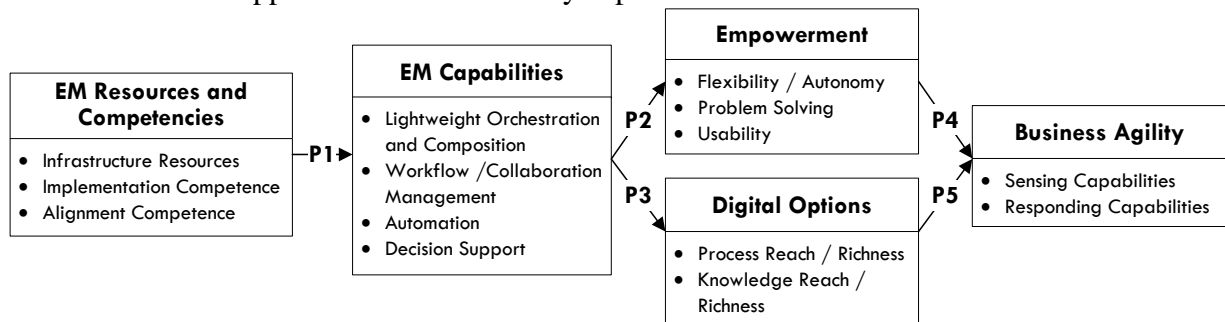 EM Resources and
Competencies
• Infrastructure Resources
• Implementation Competence
• Alignment Competence
P1
EM Capabilities
• Lightweight Orchestration
and Composition
• Workflow /Collaboration
Management
• Automation
• Decision Support
P2
P3
Empowerment
• Flexibility / Autonomy
• Problem Solving
• Usability
Digital Options
• Process Reach / Richness
• Knowledge Reach /
Richness
P4
P5
Business Agility
• Sensing Capabilities
• Responding Capabilities